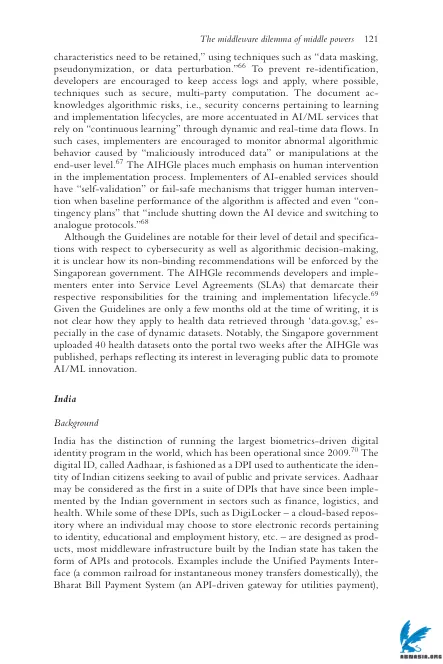 The middleware dilemma of middle powers 121
characteristics need to be retained,” using techniques such as “data masking,
pseudonymization, or data perturbation.”66 To prevent re-identification,
developers are encouraged to keep access logs and apply, where possible,
techniques such as secure, multi-party computation. The document ac-
knowledges algorithmic risks, i.e., security concerns pertaining to learning
and implementation lifecycles, are more accentuated in AI/ML services that
rely on “continuous learning” through dynamic and real-time data flows. In
such cases, implementers are encouraged to monitor abnormal algorithmic
behavior caused by “maliciously introduced data” or manipulations at the
end-user level.67 The AIHGle places much emphasis on human intervention
in the implementation process. Implementers of AI-enabled services should
have “self-validation” or fail-safe mechanisms that trigger human interven-
tion when baseline performance of the algorithm is affected and even “con-
tingency plans” that “include shutting down the AI device and switching to
analogue protocols.”68
Although the Guidelines are notable for their level of detail and specifica-
tions with respect to cybersecurity as well as algorithmic decision-making,
it is unclear how its non-binding recommendations will be enforced by the
Singaporean government. The AIHGle recommends developers and imple-
menters enter into Service Level Agreements (SLAs) that demarcate their
respective responsibilities for the training and implementation lifecycle.69
Given the Guidelines are only a few months old at the time of writing, it is
not clear how they apply to health data retrieved through ‘data.gov.sg,’ es-
pecially in the case of dynamic datasets. Notably, the Singapore government
uploaded 40 health datasets onto the portal two weeks after the AIHGle was
published, perhaps reflecting its interest in leveraging public data to promote
AI/ML innovation.
India
Background
India has the distinction of running the largest biometrics-driven digital
identity program in the world, which has been operational since 2009.70 The
digital ID, called Aadhaar, is fashioned as a DPI used to authenticate the iden-
tity of Indian citizens seeking to avail of public and private services. Aadhaar
may be considered as the first in a suite of DPIs that have since been imple-
mented by the Indian government in sectors such as finance, logistics, and
health. While some of these DPIs, such as DigiLocker – a cloud-based repos-
itory where an individual may choose to store electronic records pertaining
to identity, educational and employment history, etc. – are designed as prod-
ucts, most middleware infrastructure built by the Indian state has taken the
form of APIs and protocols. Examples include the Unified Payments Inter-
face (a common railroad for instantaneous money transfers domestically), the
Bharat Bill Payment System (an API-driven gateway for utilities payment),